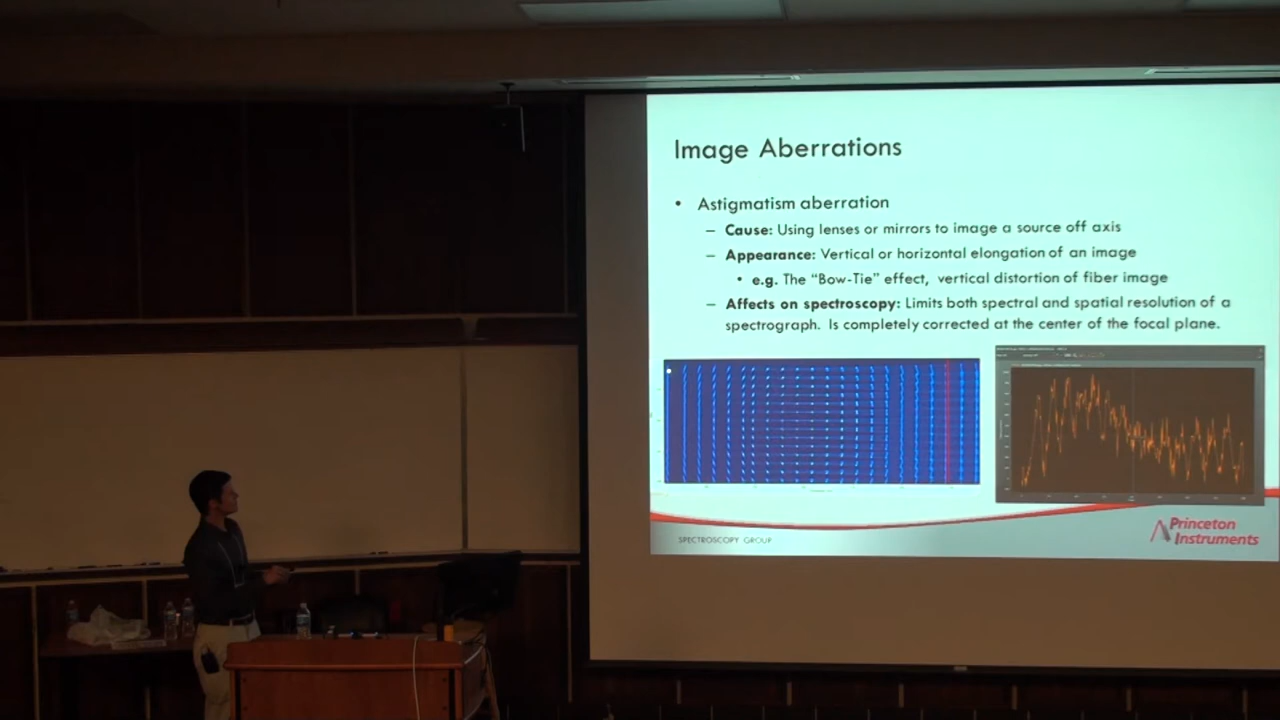 Image Aberrations
• Astigmatism aberration
– Cause: Using lenses or mirrors to image a source off axis
– Appearance: Vertical or horizontal elongation of an image
• e.g. The “Bow-Tie” effect, vertical distortion of fiber image
– Affects on spectroscopy: Limits both spectral and spatial resolution of a
spectrograph. Is completely corrected at the center of the focal plane.
SPECTROSCOPY GROUP
Princeton
Instruments